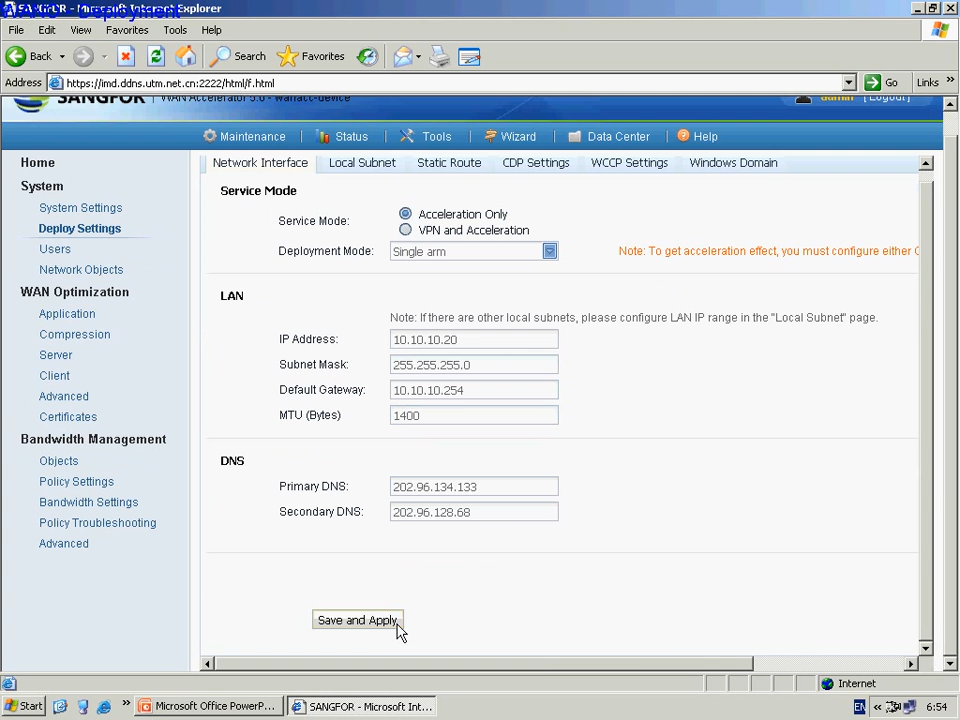 SANGFOR - Microsoft Internet Explorer
File Edit View Favorites Tools Help
Back Search Favorites
Address https://imd.ddns.utm.net.cn:2222/html/f.html Go Links »
SANGFOR WAN Accelerator 5.0 - wanacc-device admin [Logout]
Maintenance Status Tools Wizard Data Center Help
Home
System
System Settings
Deploy Settings
Users
Network Objects
WAN Optimization
Application
Compression
Server
Client
Advanced
Certificates
Bandwidth Management
Objects
Policy Settings
Bandwidth Settings
Policy Troubleshooting
Advanced
Network Interface Local Subnet Static Route CDP Settings WCCP Settings Windows Domain
Service Mode
Service Mode: Acceleration Only
VPN and Acceleration
Deployment Mode: Single arm Note: To get acceleration effect, you must configure either
LAN
Note: If there are other local subnets, please configure LAN IP range in the "Local Subnet" page.
IP Address: 10.10.10.20
Subnet Mask: 255.255.255.0
Default Gateway: 10.10.10.254
MTU (Bytes) 1400
DNS
Primary DNS: 202.96.134.133
Secondary DNS: 202.96.128.68
Save and Apply
Internet
Start » Microsoft Office PowerP... SANGFOR - Microsoft Int... EN « 6:54